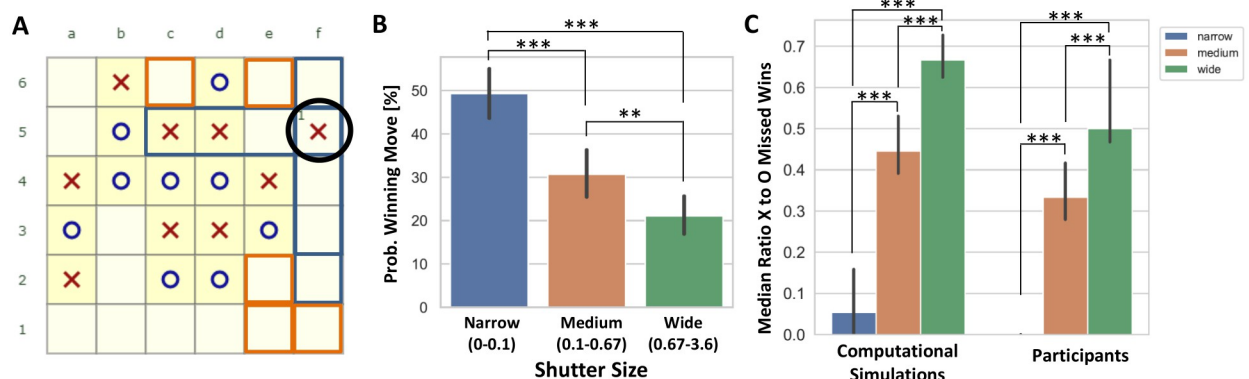 A
a b c d e f
6 X O
5 O X X 1 X
4 X O O O X
3 O X X O
2 X O O
1
B
*** 
*** 
**
Prob. Winning Move [%]
50
40
30
20
10
0
Narrow Medium Wide
(0-0.1) (0.1-0.67) (0.67-3.6)
Shutter Size
C
***
***
***
***
***
***
Median Ratio X to O Missed Wins
0.7
0.6
0.5
0.4
0.3
0.2
0.1
0.0
Computational
Simulations
Participants
narrow
medium
wide